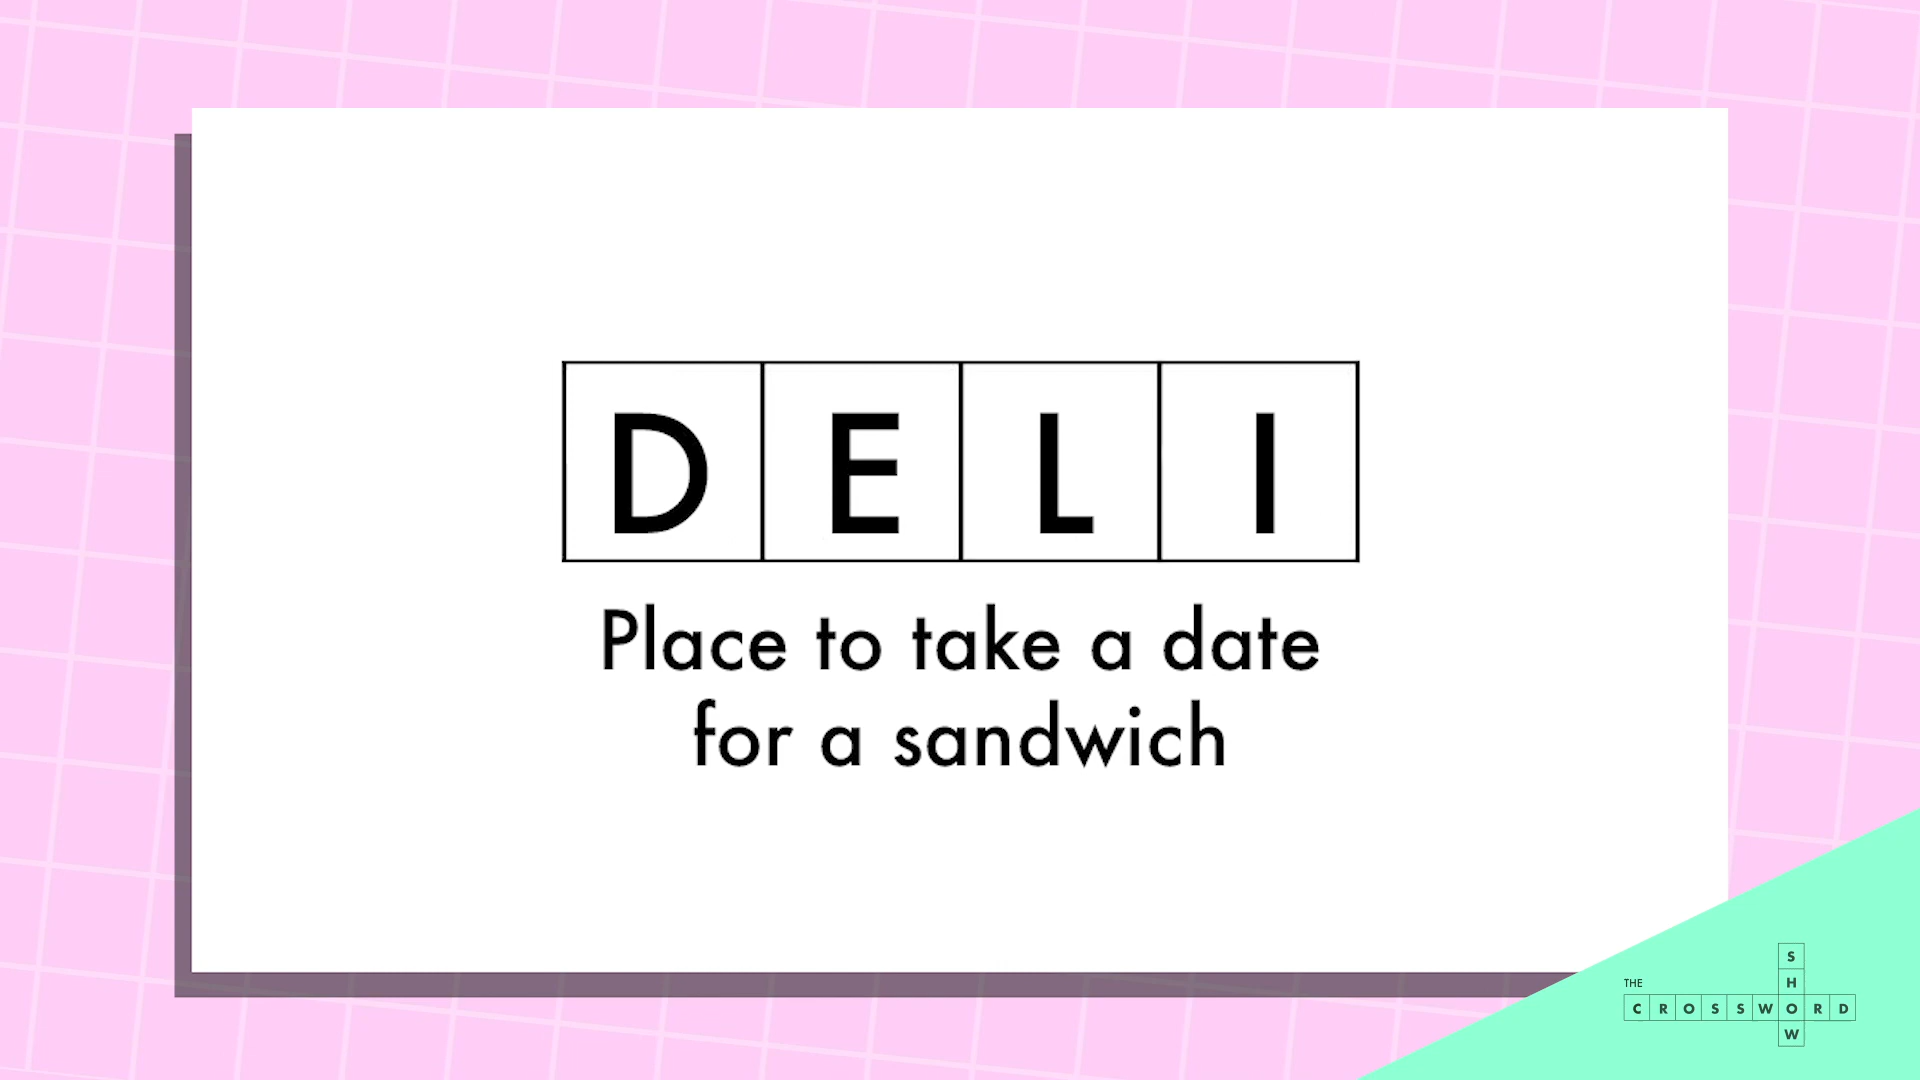 DELI
Place to take a date
for a sandwich
THE
CROSSWORD
SHOW